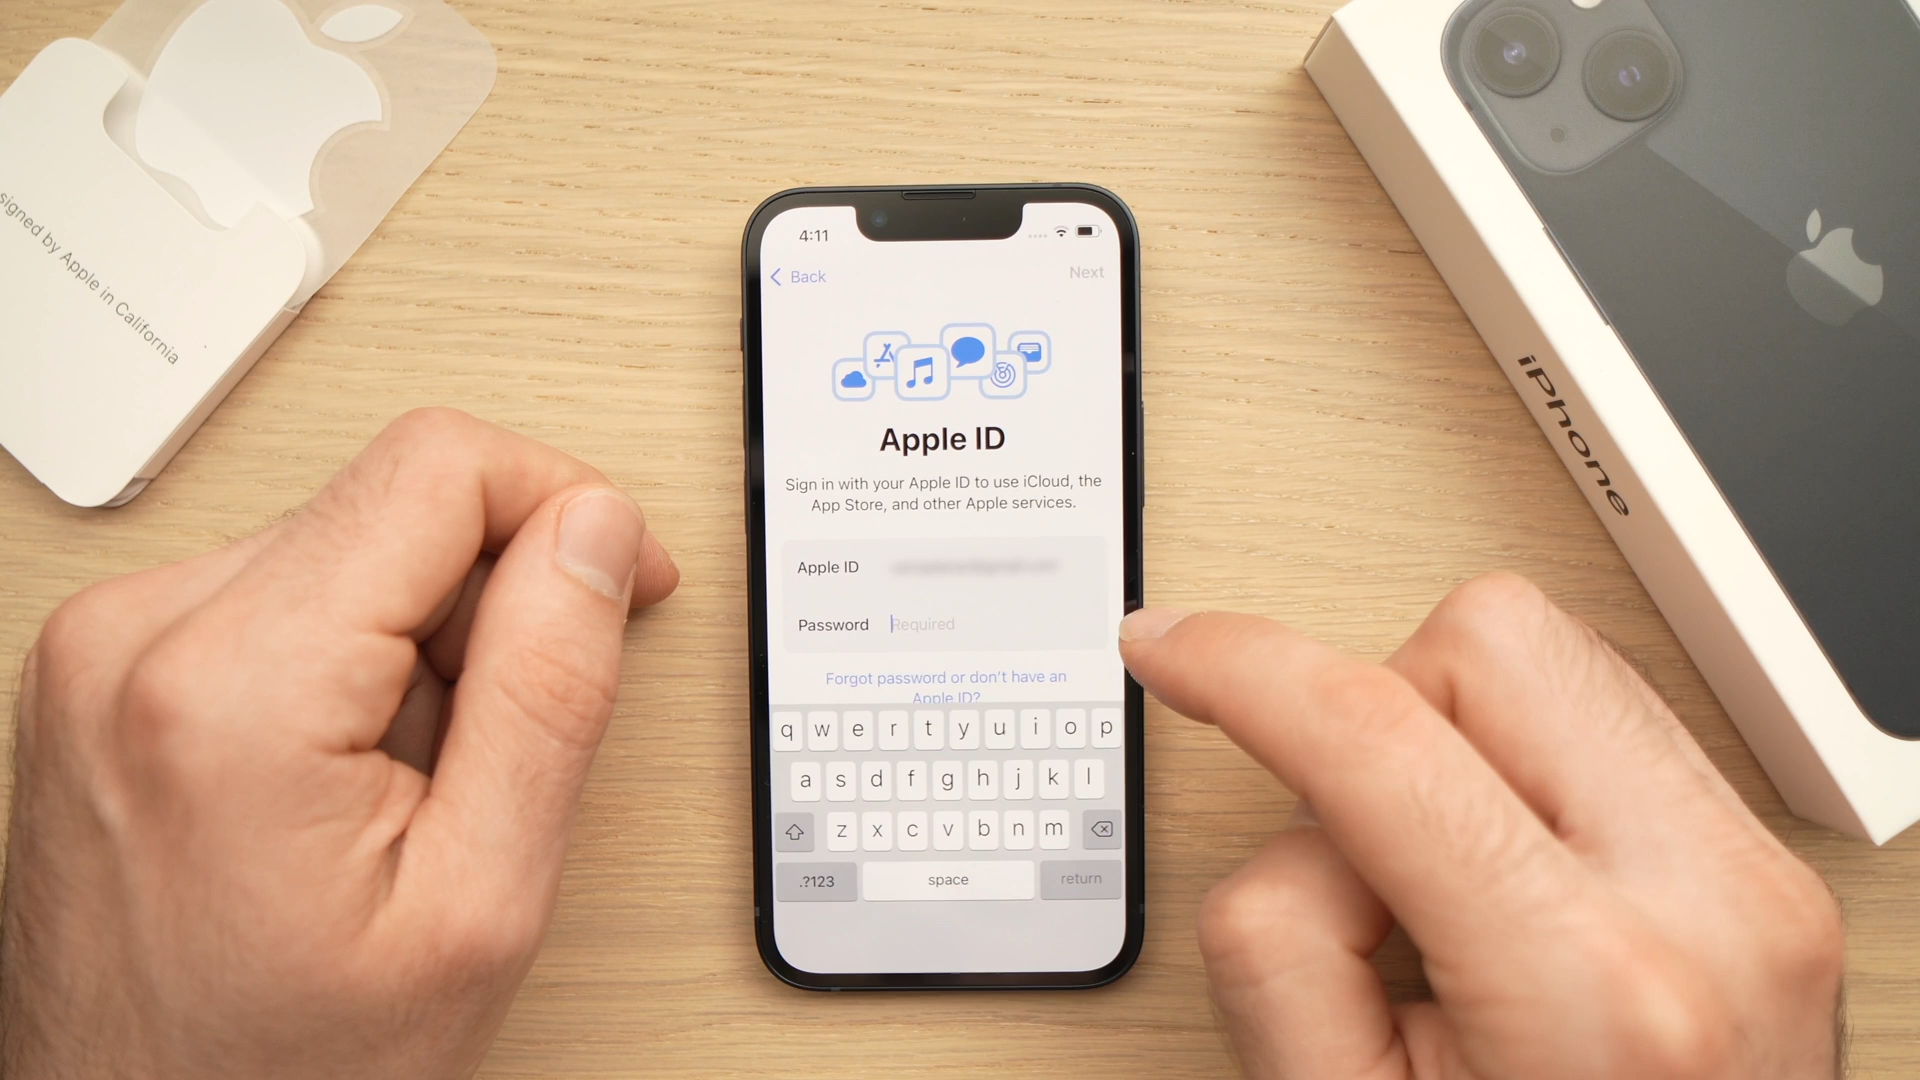 signed by Apple in California
iPhone
4:11
Back
Next
Apple ID
Sign in with your Apple ID to use iCloud, the
App Store, and other Apple services.
Apple ID
Password Required
Forgot password or don't have an
Apple ID?
q w e r t y u i o p
a s d f g h j k l
z x c v b n m
.?123 space return